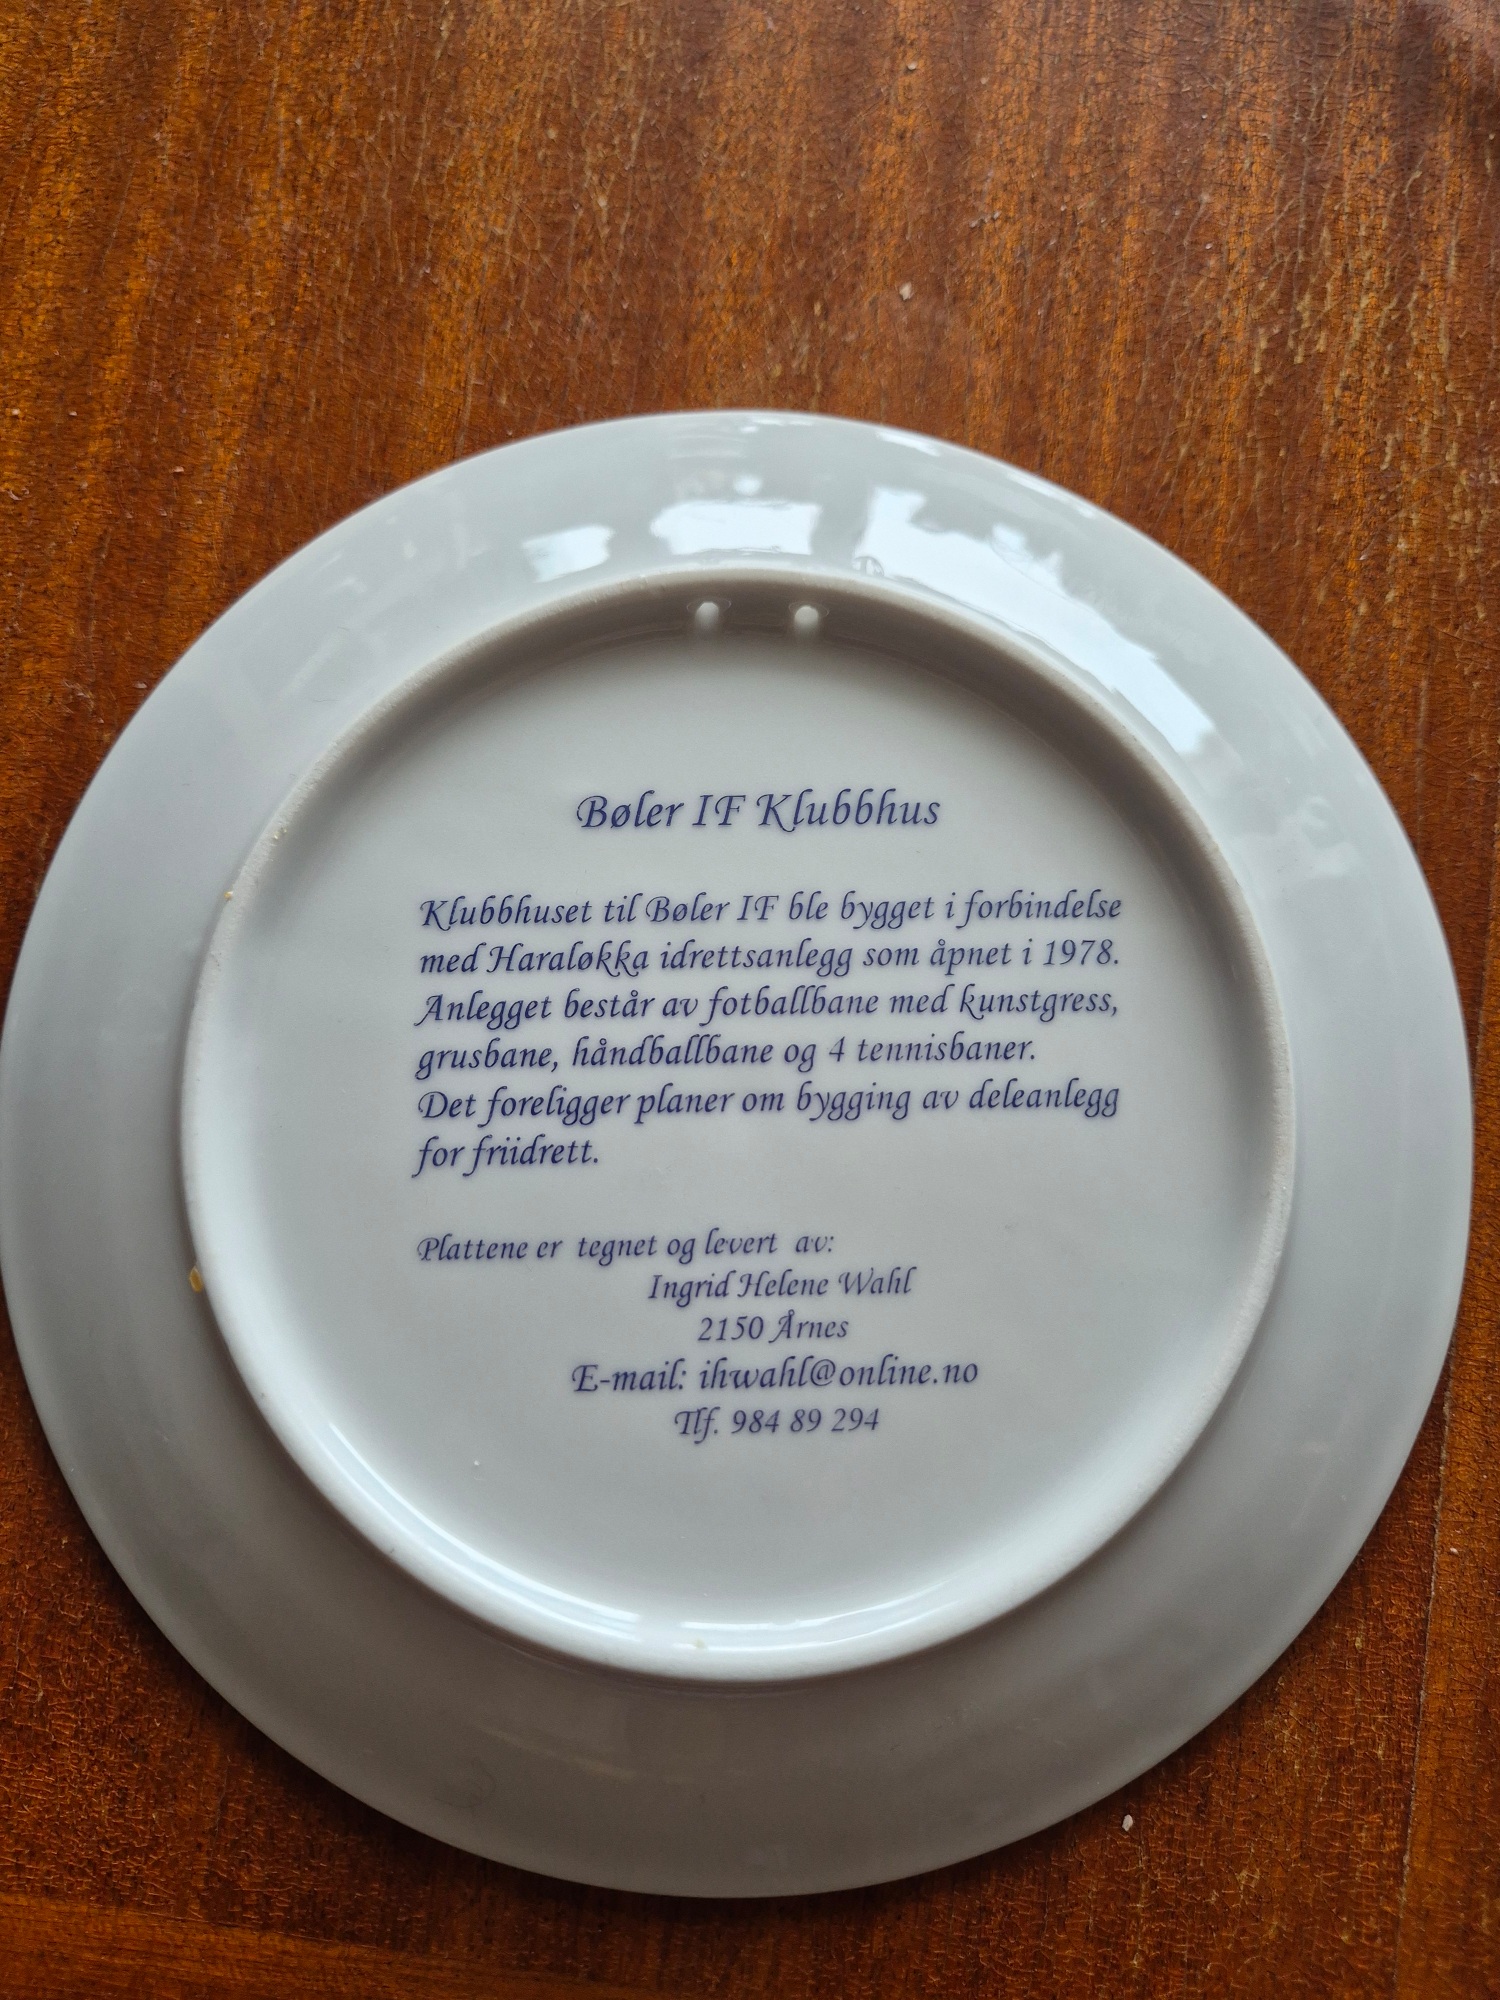 Bøler IF Klubbhus
Klubbhuset til Bøler IF ble bygget i forbindelse
med Haraløkka idrettsanlegg som åpnet i 1978.
Anlegget består av fotballbane med kunstgress,
grusbane, håndballbane og 4 tennisbaner.
Det foreligger planer om bygging av deleanlegg
for friidrett.
Plattene er tegnet og levert av:
Ingrid Helene Wahl
2150 Årnes
E-mail: ihwahl@online.no
Tlf. 984 89 294